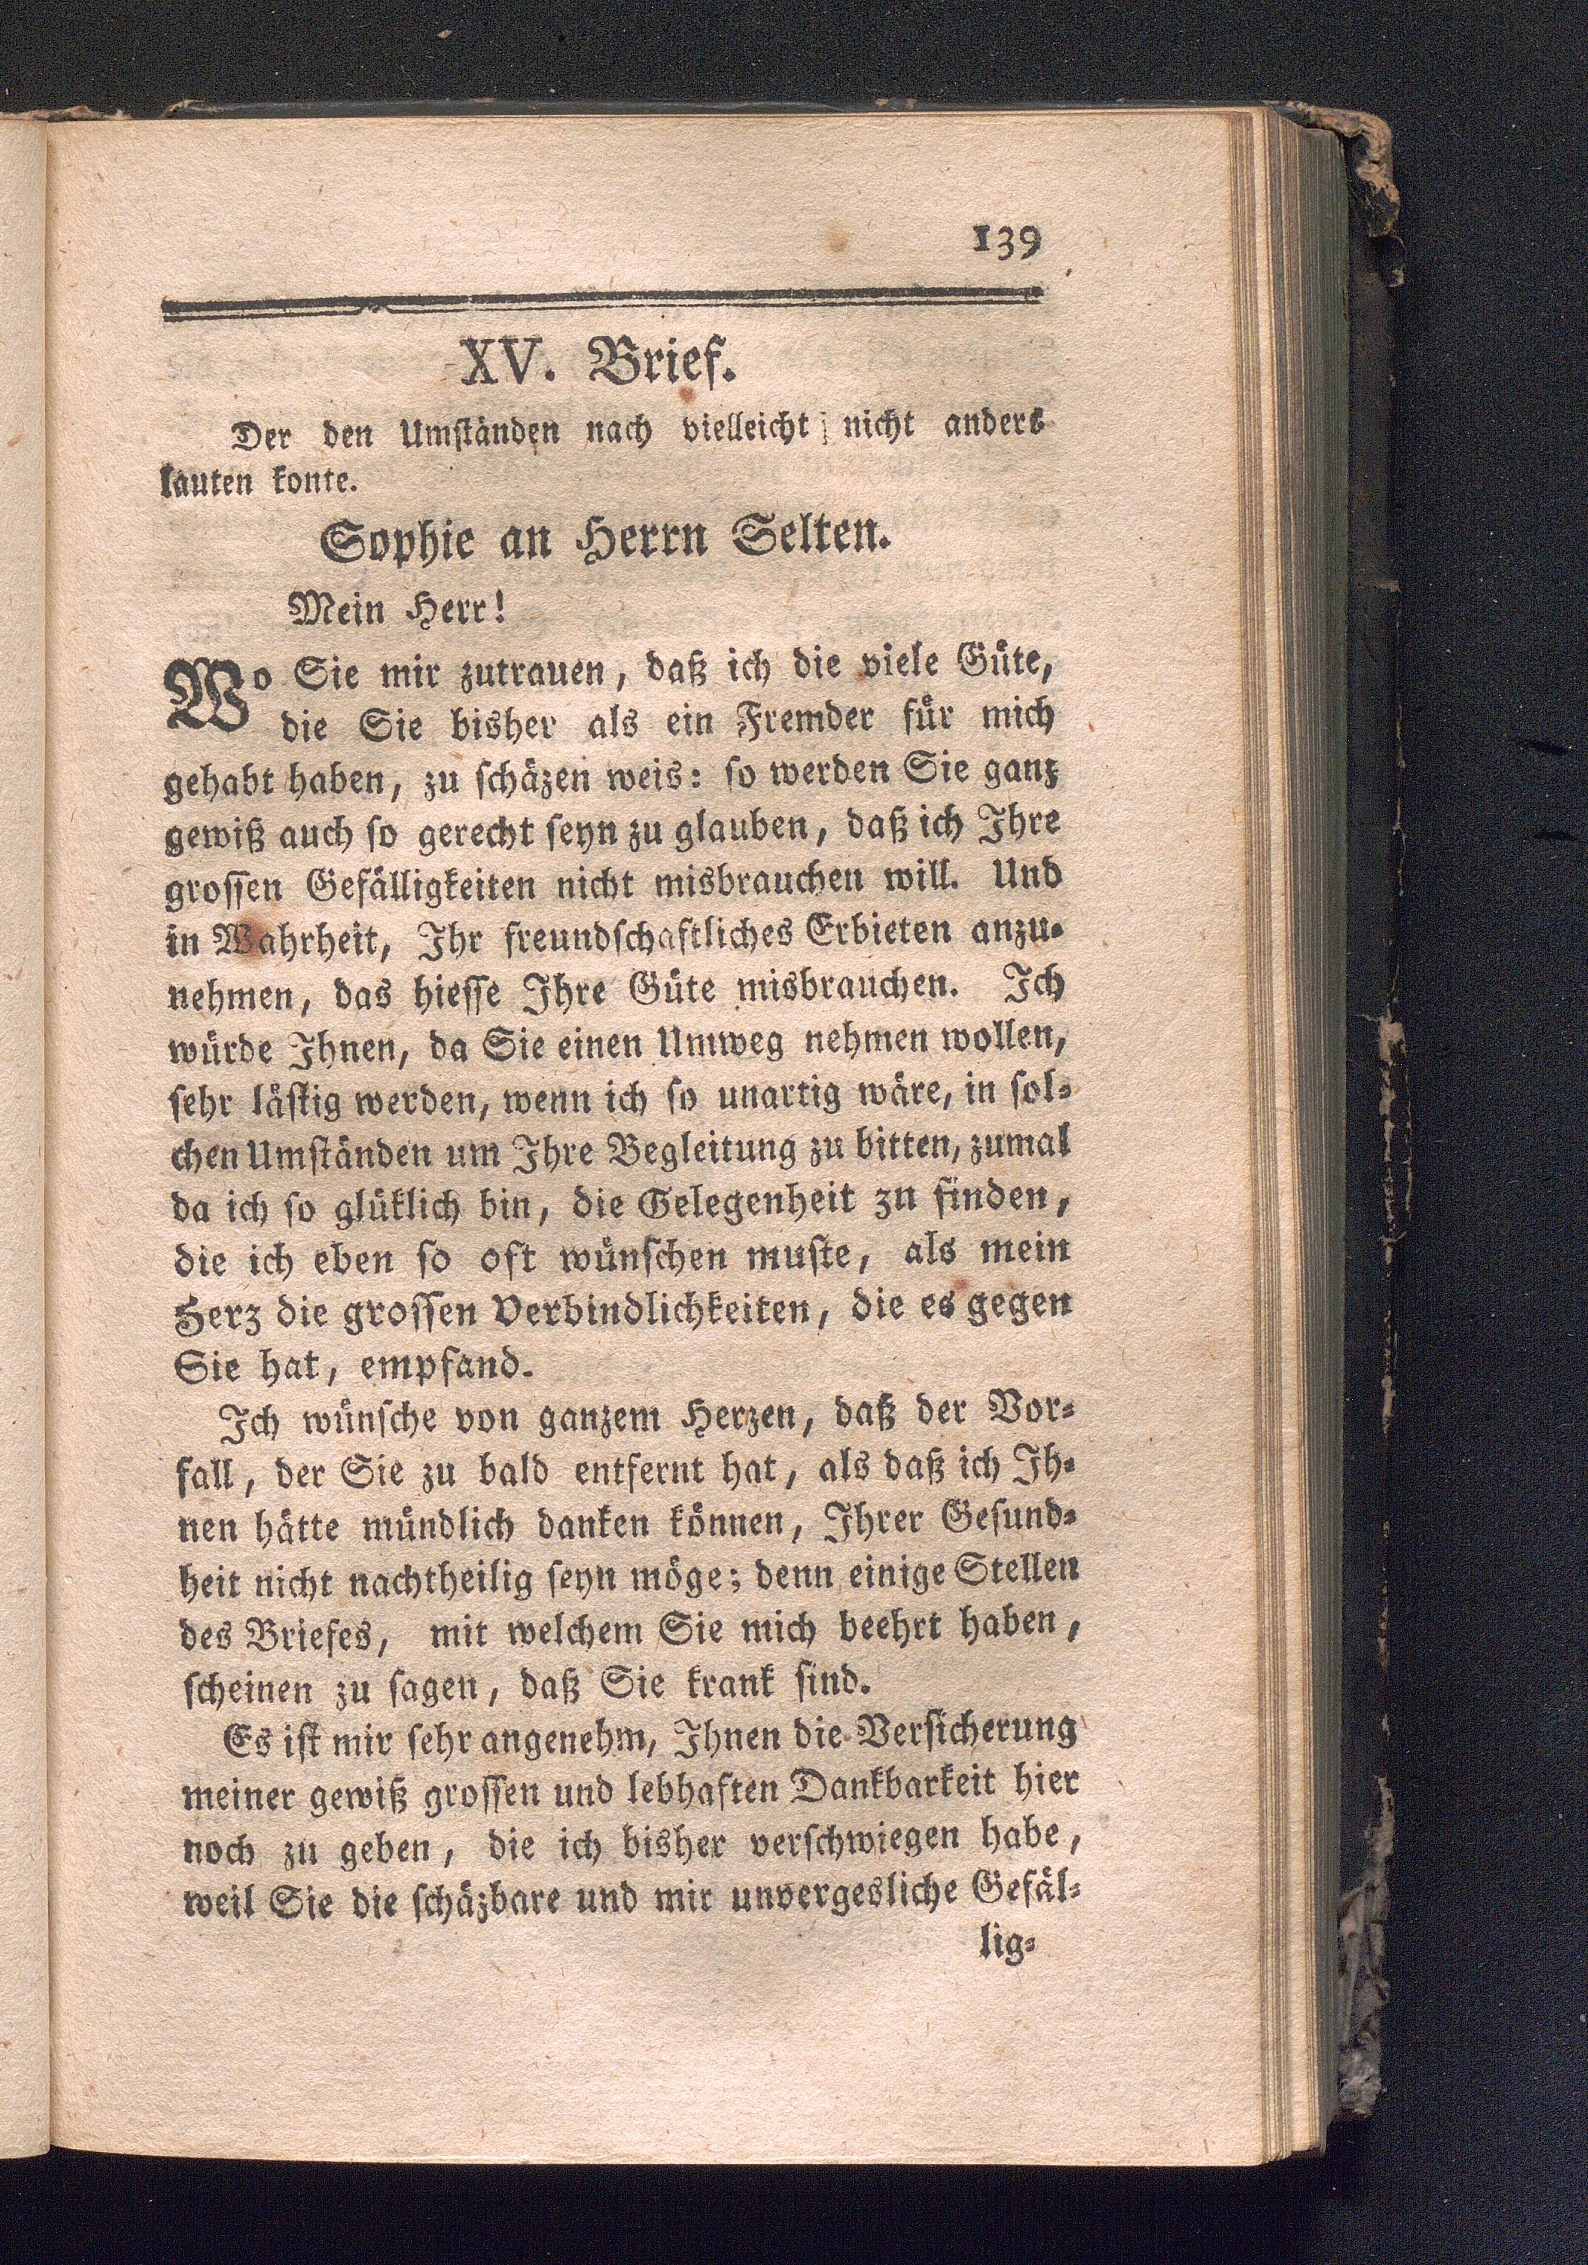 139
XV. Brief.
Der den Umständen nach vielleicht nicht anders
lauten konte.
Sophie an Herrn Selten.
Mein Herr!
Wo Sie mir zutrauen, daß ich die viele Güte,
die Sie bisher als ein Fremder für mich
gehabt haben, zu schäzen weis: so werden Sie ganz
gewiß auch so gerecht seyn zu glauben, daß ich Ihre
grossen Gefälligkeiten nicht misbrauchen will. Und
in Wahrheit, Ihr freundschaftliches Erbieten anzu-
nehmen, das hiesse Ihre Güte misbrauchen. Ich
würde Ihnen, da Sie einen Umweg nehmen wollen,
sehr lästig werden, wenn ich so unartig wäre, in sol-
chen Umständen um Ihre Begleitung zu bitten, zumal
da ich so glüklich bin, die Gelegenheit zu finden,
die ich eben so oft wünschen muste, als mein
Herz die grossen Verbindlichkeiten, die es gegen
Sie hat, empfand.
Ich wünsche von ganzem Herzen, daß der Vor-
fall, der Sie zu bald entfernt hat, als daß ich Ih-
nen hätte mündlich danken können, Ihrer Gesund-
heit nicht nachtheilig seyn möge; denn einige Stellen
des Briefes, mit welchem Sie mich beehrt haben,
scheinen zu sagen, daß Sie krank sind.
Es ist mir sehr angenehm, Ihnen die Versicherung
meiner gewiß grossen und lebhaften Dankbarkeit hier
noch zu geben, die ich bisher verschwiegen habe,
weil Sie die schäzbare und mir unvergesliche Gefäl-
lig-